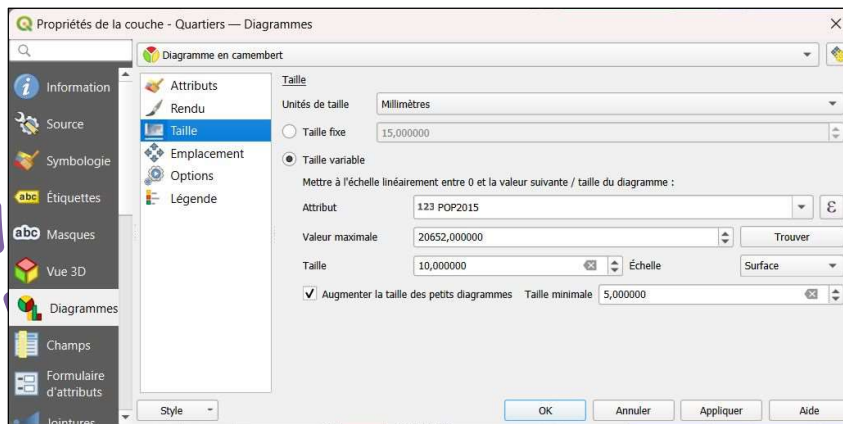 Propriétés de la couche - Quartiers — Diagrammes
Diagramme en camembert
Information
Source
Symbologie
abc Étiquettes
abc Masques
Vue 3D
Diagrammes
Champs
Formulaire
d'attributs
Jointures
Attributs
Rendu
Taille
Emplacement
Options
Légende
Style
Taille
Unités de taille Millimètres
Taille fixe 15,000000
Taille variable
Mettre à l'échelle linéairement entre 0 et la valeur suivante / taille du diagramme :
Attribut 123 POP2015 ε
Valeur maximale 20652,000000 Trouver
Taille 10,000000 Échelle Surface
Augmenter la taille des petits diagrammes Taille minimale 5,000000
OK Annuler Appliquer Aide